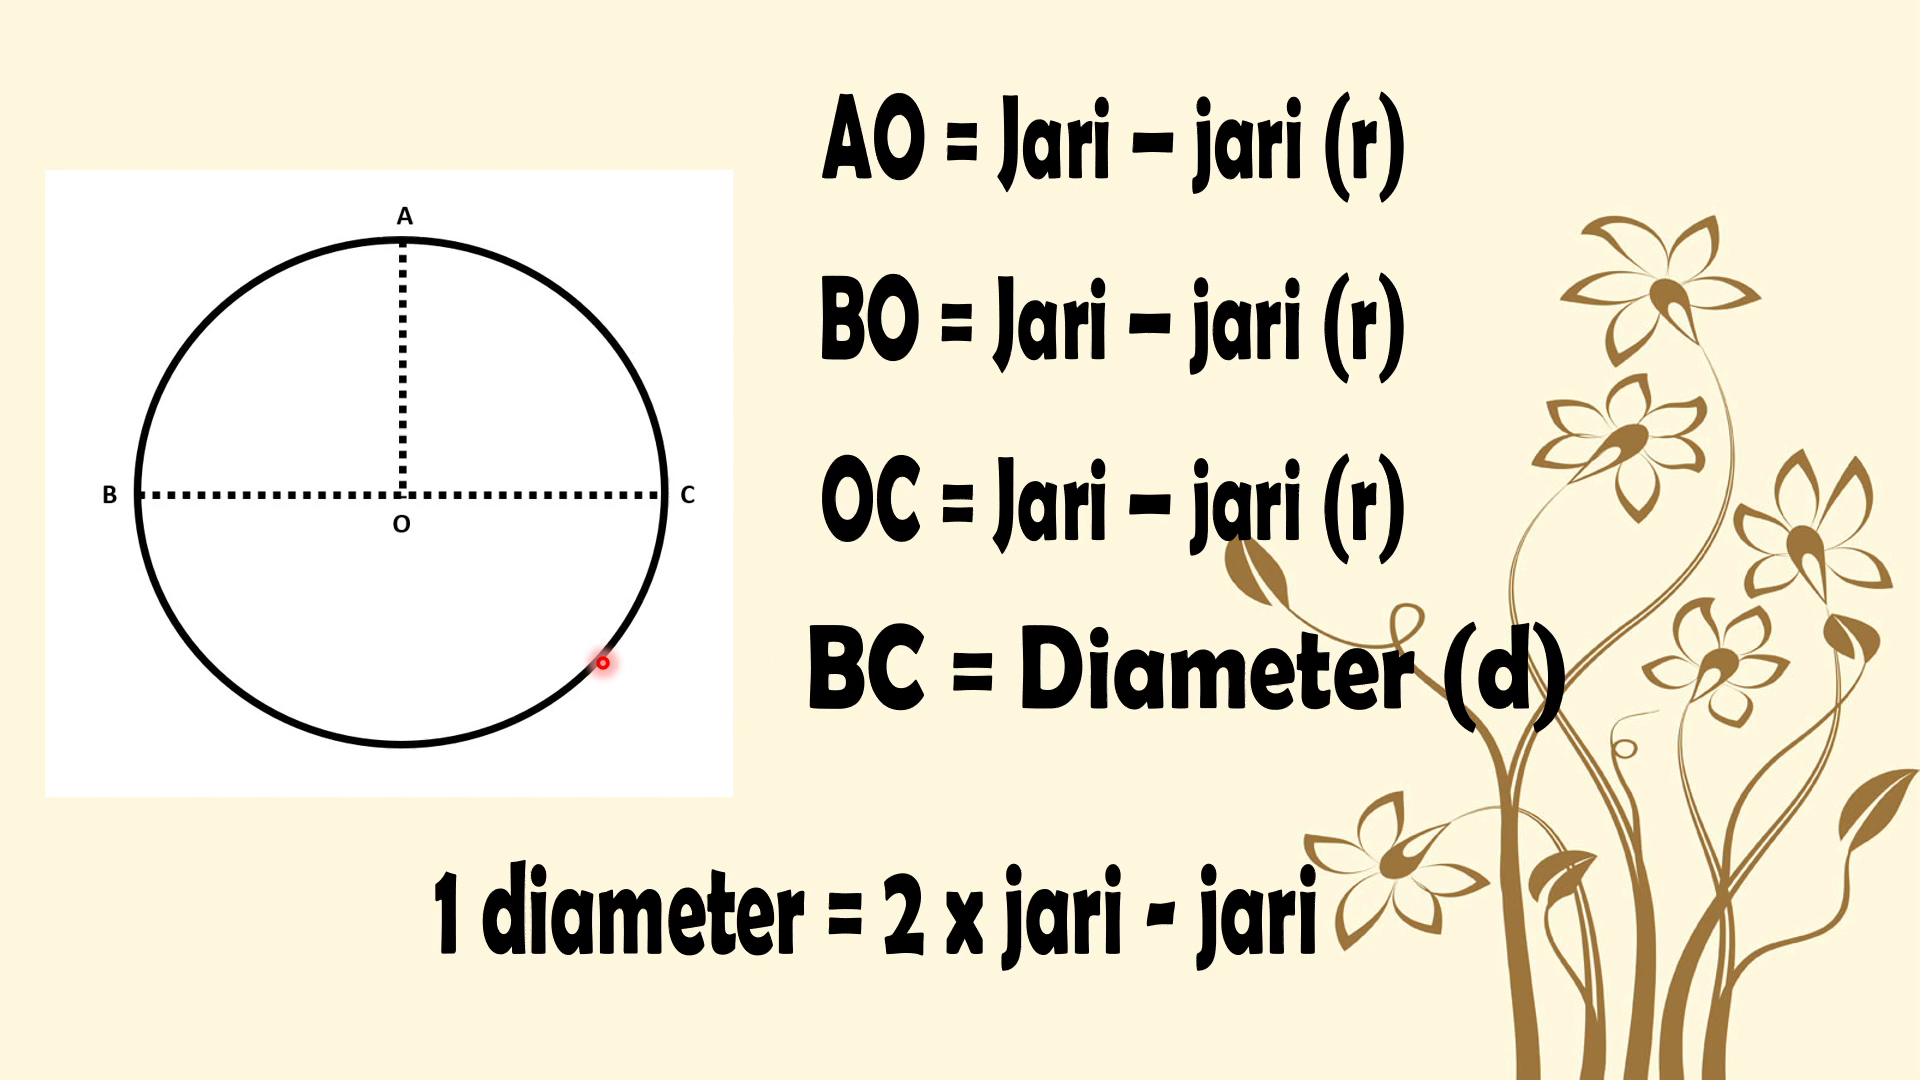 A
B
C
O
AO = Jari – jari (r)
BO = Jari – jari (r)
OC = Jari – jari (r)
BC = Diameter (d)
1 diameter = 2 x jari - jari